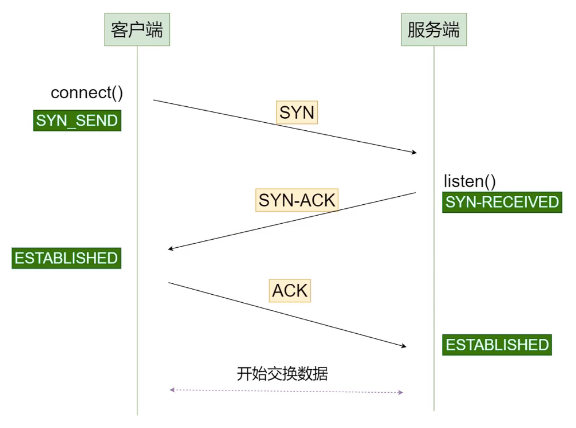 客户端
服务端
connect()
SYN_SEND
SYN
listen()
SYN-ACK
SYN-RECEIVED
ESTABLISHED
ACK
ESTABLISHED
开始交换数据